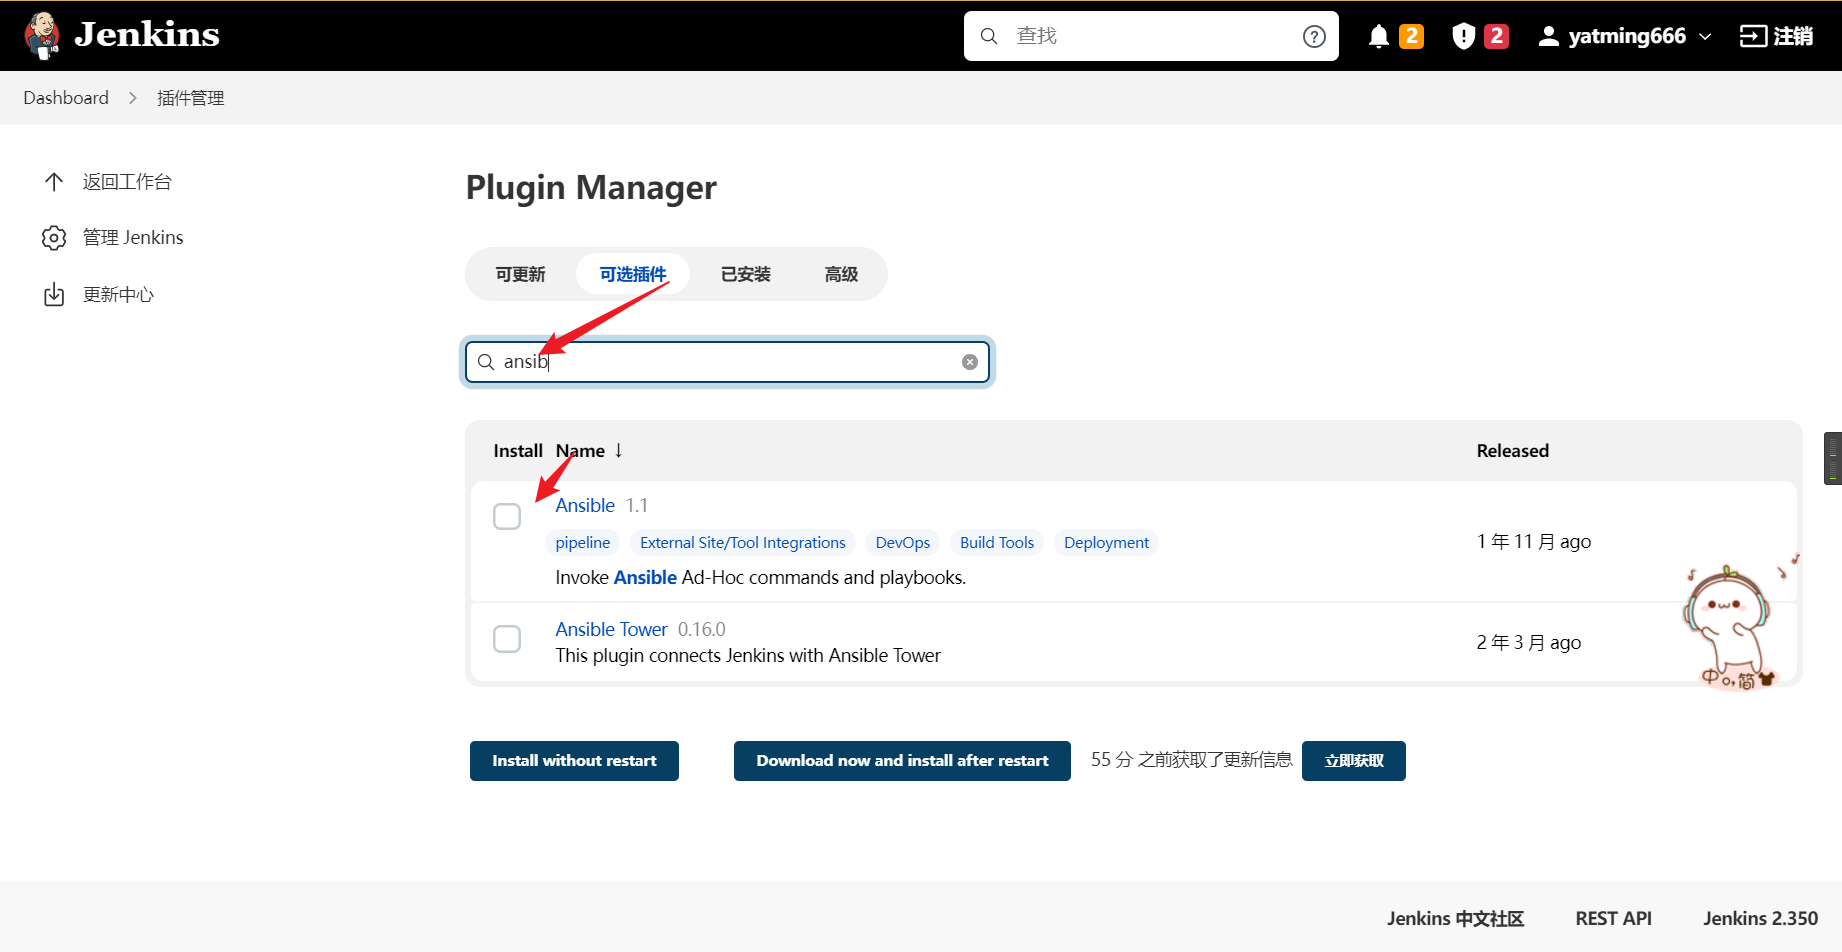 Jenkins
查找
2
2
yatming666
注销
Dashboard
插件管理
返回工作台
管理 Jenkins
更新中心
Plugin Manager
可更新
可选插件
已安装
高级
ansib
Install Name ↓ Released
Ansible 1.1
pipeline External Site/Tool Integrations DevOps Build Tools Deployment
Invoke Ansible Ad-Hoc commands and playbooks.
1 年 11 月 ago
Ansible Tower 0.16.0
This plugin connects Jenkins with Ansible Tower
2 年 3 月 ago
中 简
Install without restart
Download now and install after restart
55 分 之前获取了更新信息
立即获取
Jenkins 中文社区
REST API
Jenkins 2.350